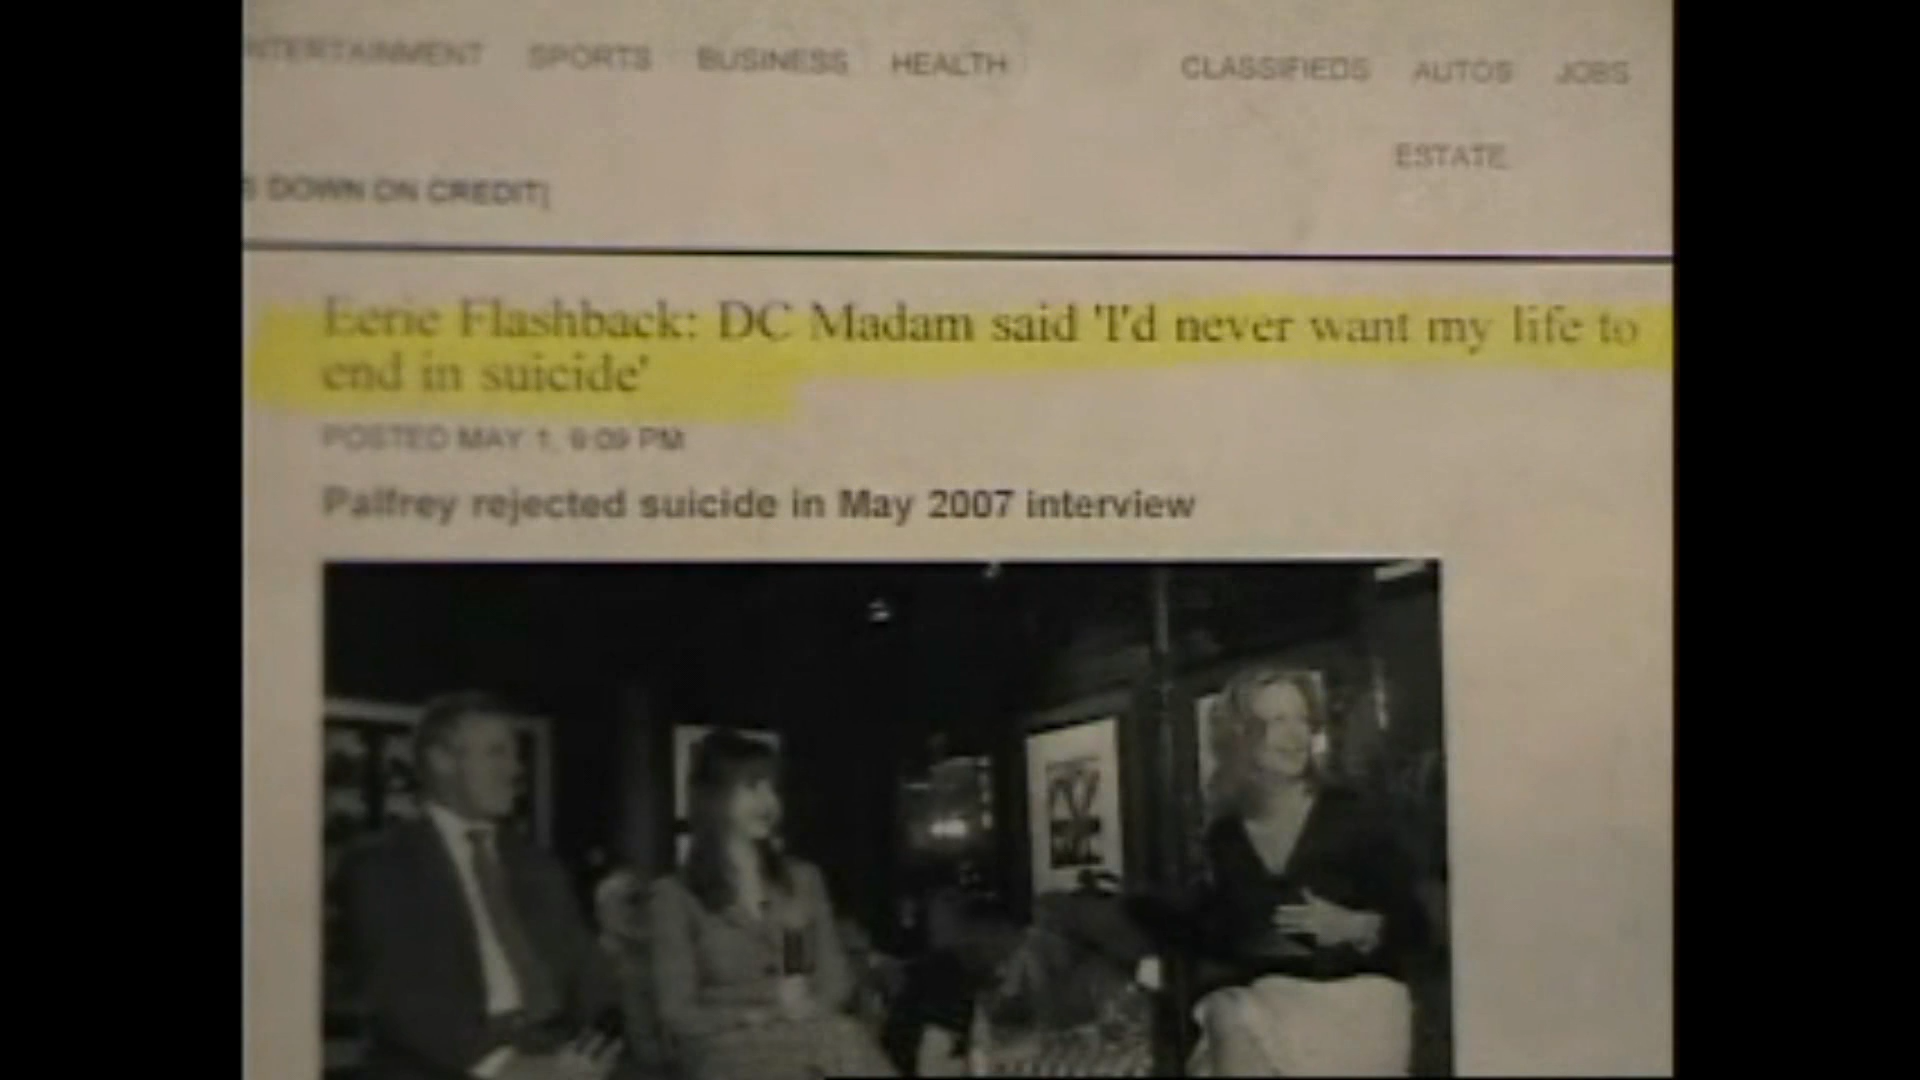 ENTERTAINMENT SPORTS BUSINESS HEALTH CLASSIFIEDS AUTOS JOBS
ESTATE
S DOWN ON CREDIT|
Eerie Flashback: DC Madam said 'I'd never want my life to
end in suicide'
POSTED MAY 1, 9:09 PM
Palfrey rejected suicide in May 2007 interview